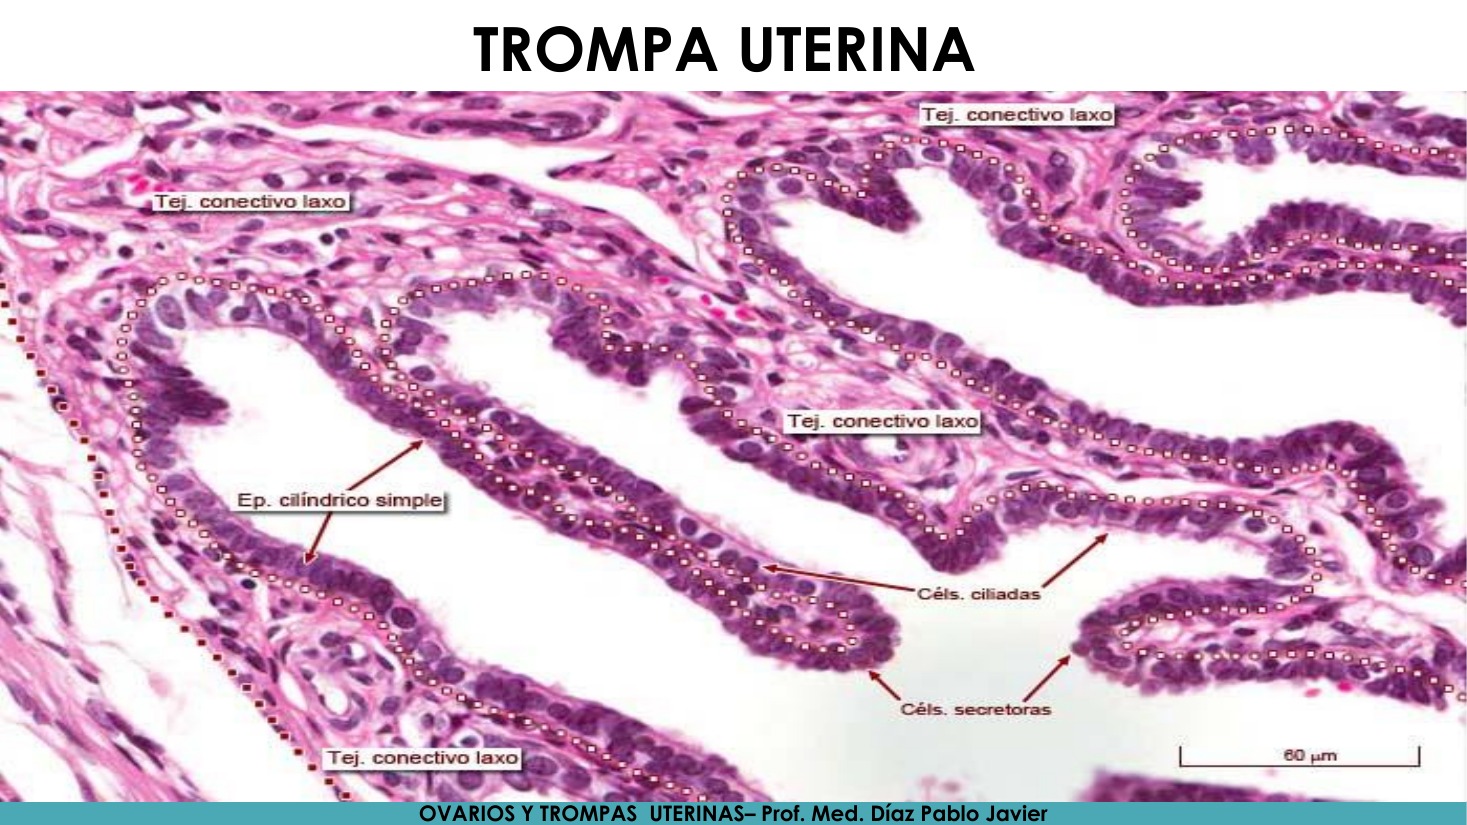 TROMPA UTERINA
Tej. conectivo laxo
Tej. conectivo laxo
Tej. conectivo laxo
Ep. cilíndrico simple
Céls. ciliadas
Céls. secretoras
Tej. conectivo laxo
60 µm
OVARIOS Y TROMPAS UTERINAS– Prof. Med. Díaz Pablo Javier